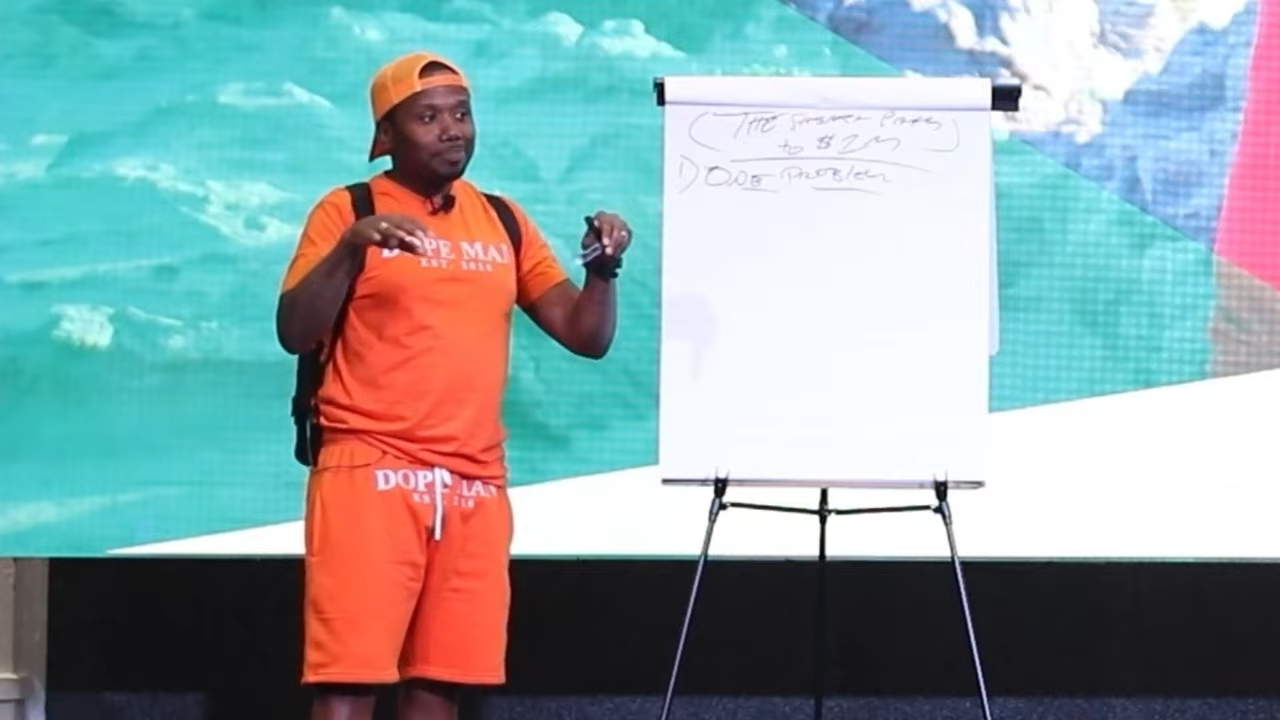 DOPE MAN
EST. 2016
DOPE MAN
(THE Fastest Path)
to $2M
1) ONE Problem